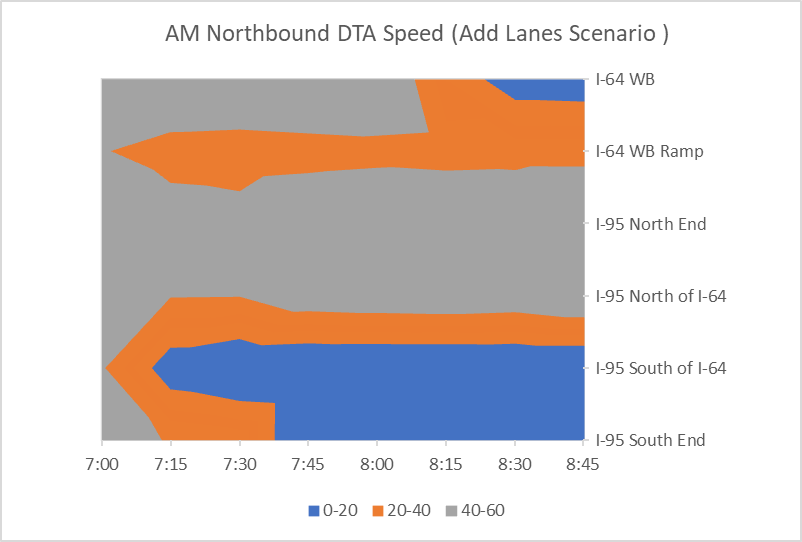 AM Northbound DTA Speed (Add Lanes Scenario )
I-64 WB
I-64 WB Ramp
I-95 North End
I-95 North of I-64
I-95 South of I-64
I-95 South End
7:00 7:15 7:30 7:45 8:00 8:15 8:30 8:45
0-20 20-40 40-60